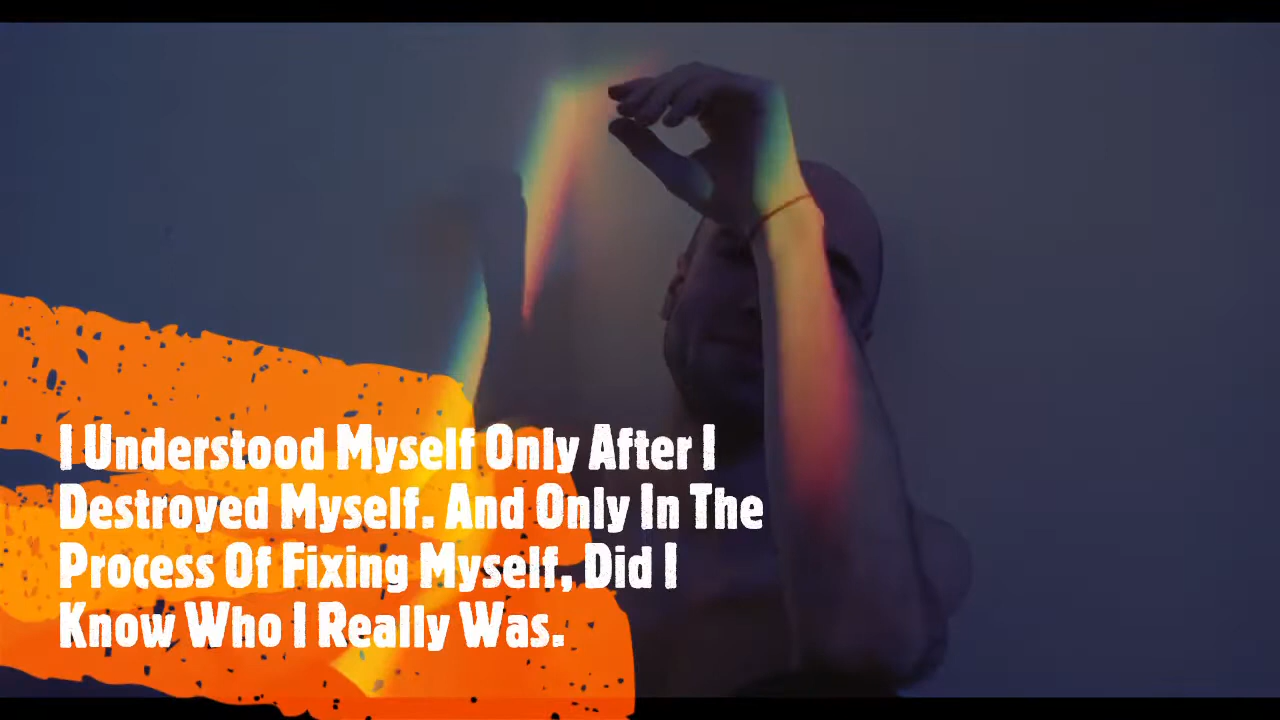 I Understood Myself Only After I
Destroyed Myself. And Only In The
Process Of Fixing Myself, Did I
Know Who I Really Was.